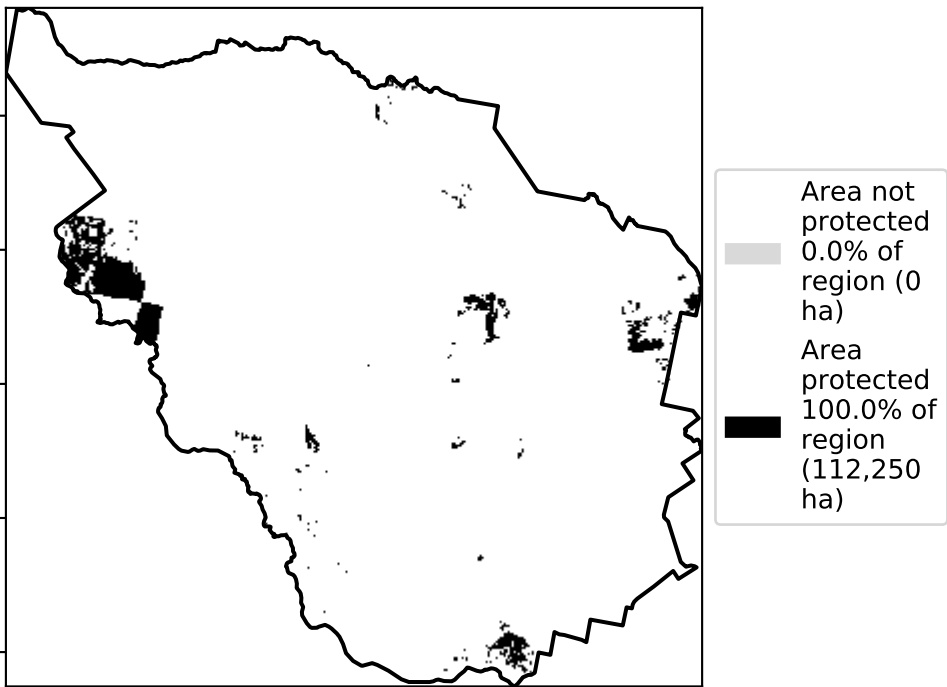 Area not
protected
0.0% of
region (0
ha)
Area
protected
100.0% of
region
(112,250
ha)